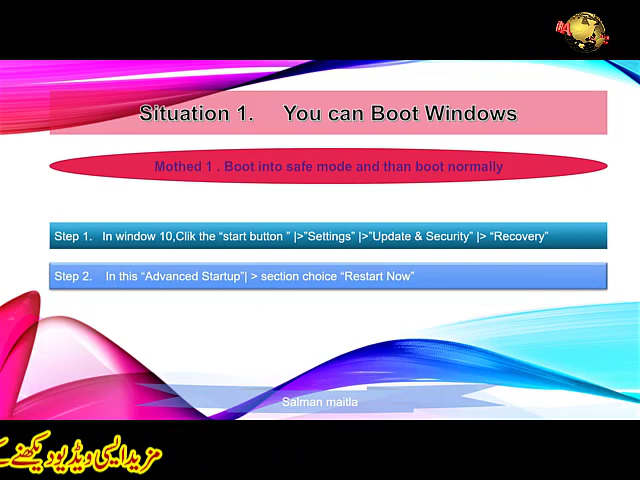 Situation 1. You can Boot Windows
Mothed 1 . Boot into safe mode and than boot normally
Step 1. In window 10,Clik the “start button ” |>”Settings” |>”Update & Security” |> “Recovery”
Step 2. In this “Advanced Startup”| > section choice “Restart Now”
Salman maitla
مزید ایسی ویڈیو دیکھنے کے